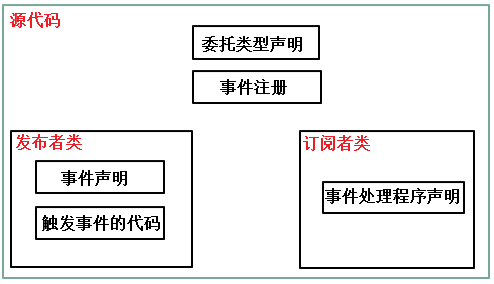 源代码
委托类型声明
事件注册
发布者类
事件声明
触发事件的代码
订阅者类
事件处理程序声明